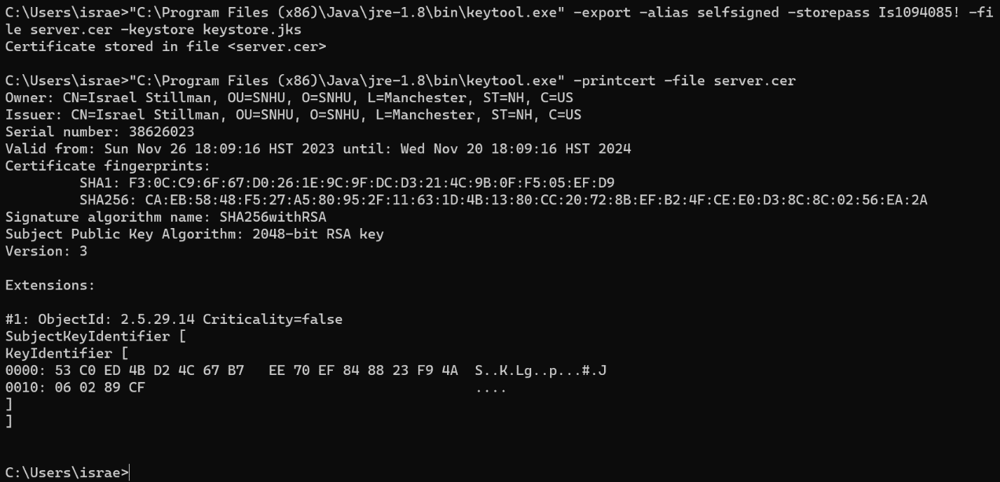 C:\Users\israe>"C:\Program Files (x86)\Java\jre-1.8\bin\keytool.exe" -export -alias selfsigned -storepass Is1094085! -fi
le server.cer -keystore keystore.jks
Certificate stored in file <server.cer>
C:\Users\israe>"C:\Program Files (x86)\Java\jre-1.8\bin\keytool.exe" -printcert -file server.cer
Owner: CN=Israel Stillman, OU=SNHU, O=SNHU, L=Manchester, ST=NH, C=US
Issuer: CN=Israel Stillman, OU=SNHU, O=SNHU, L=Manchester, ST=NH, C=US
Serial number: 38626023
Valid from: Sun Nov 26 18:09:16 HST 2023 until: Wed Nov 20 18:09:16 HST 2024
Certificate fingerprints:
SHA1: F3:0C:C9:6F:67:D0:26:1E:9C:9F:DC:D3:21:4C:9B:0F:F5:05:EF:D9
SHA256: CA:EB:58:48:F5:27:A5:80:95:2F:11:63:1D:4B:13:80:CC:20:72:8B:EF:B2:4F:CE:E0:D3:8C:8C:02:56:EA:2A
Signature algorithm name: SHA256withRSA
Subject Public Key Algorithm: 2048-bit RSA key
Version: 3
Extensions:
#1: ObjectId: 2.5.29.14 Criticality=false
SubjectKeyIdentifier [
KeyIdentifier [
0000: 53 C0 ED 4B D2 4C 67 B7   EE 70 EF 84 88 23 F9 4A  S..K.Lg..p...#.J
0010: 06 02 89 CF                                        ....
]
]
C:\Users\israe>